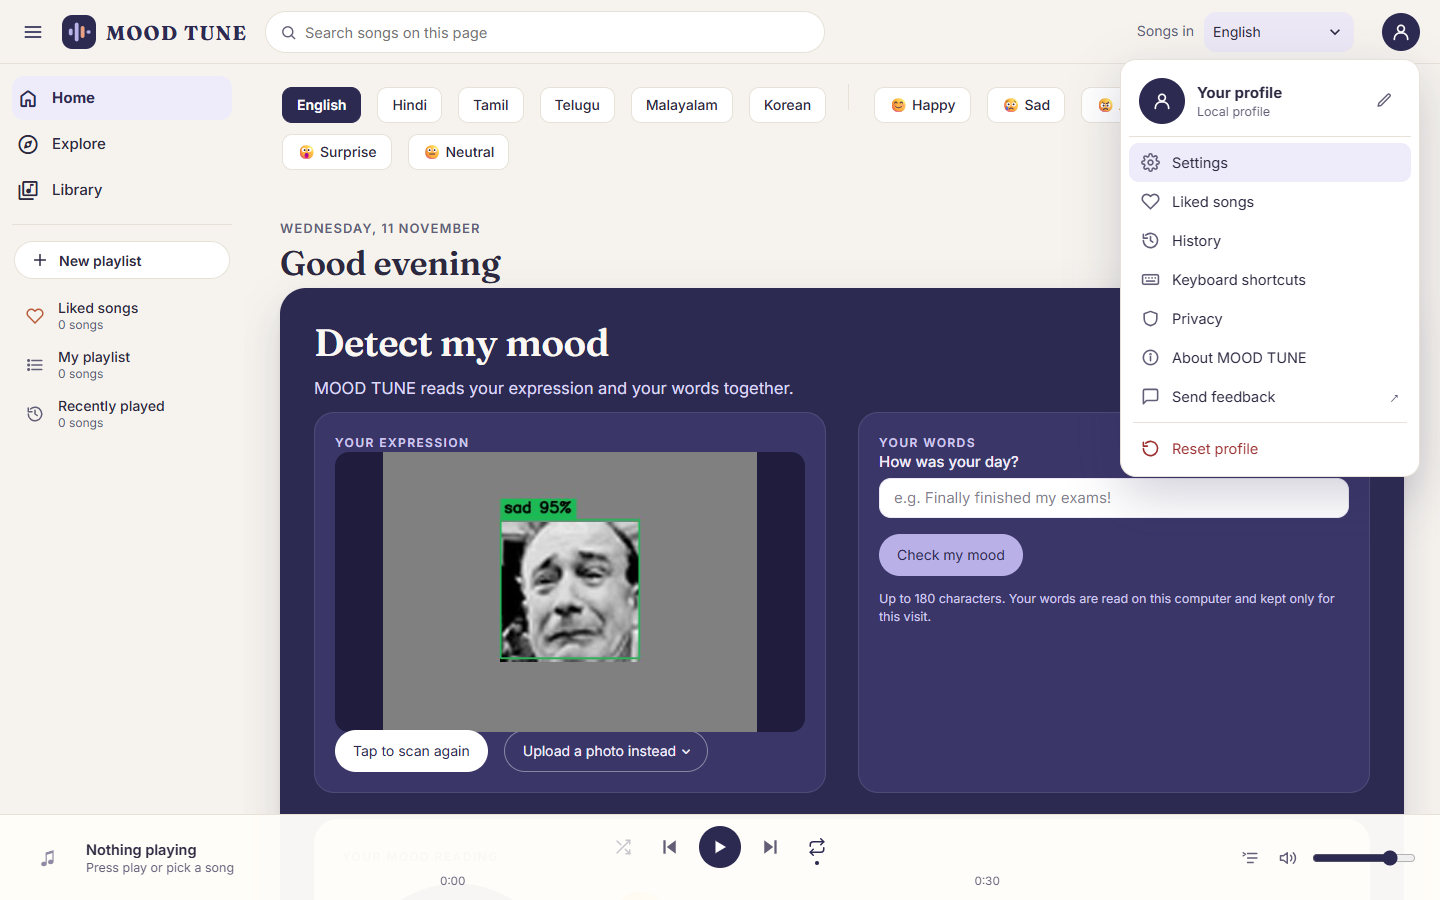 MOOD TUNE
Search songs on this page
Songs in
English
Home
Explore
Library
New playlist
Liked songs
0 songs
My playlist
0 songs
Recently played
0 songs
English
Hindi
Tamil
Telugu
Malayalam
Korean
Happy
Sad
Surprise
Neutral
WEDNESDAY, 11 NOVEMBER
Good evening
Detect my mood
MOOD TUNE reads your expression and your words together.
YOUR EXPRESSION
sad 95%
Tap to scan again
Upload a photo instead
YOUR WORDS
How was your day?
e.g. Finally finished my exams!
Check my mood
Up to 180 characters. Your words are read on this computer and kept only for
this visit.
Your profile
Local profile
Settings
Liked songs
History
Keyboard shortcuts
Privacy
About MOOD TUNE
Send feedback
Reset profile
YOUR MOOD READING
Nothing playing
Press play or pick a song
0:00
0:30